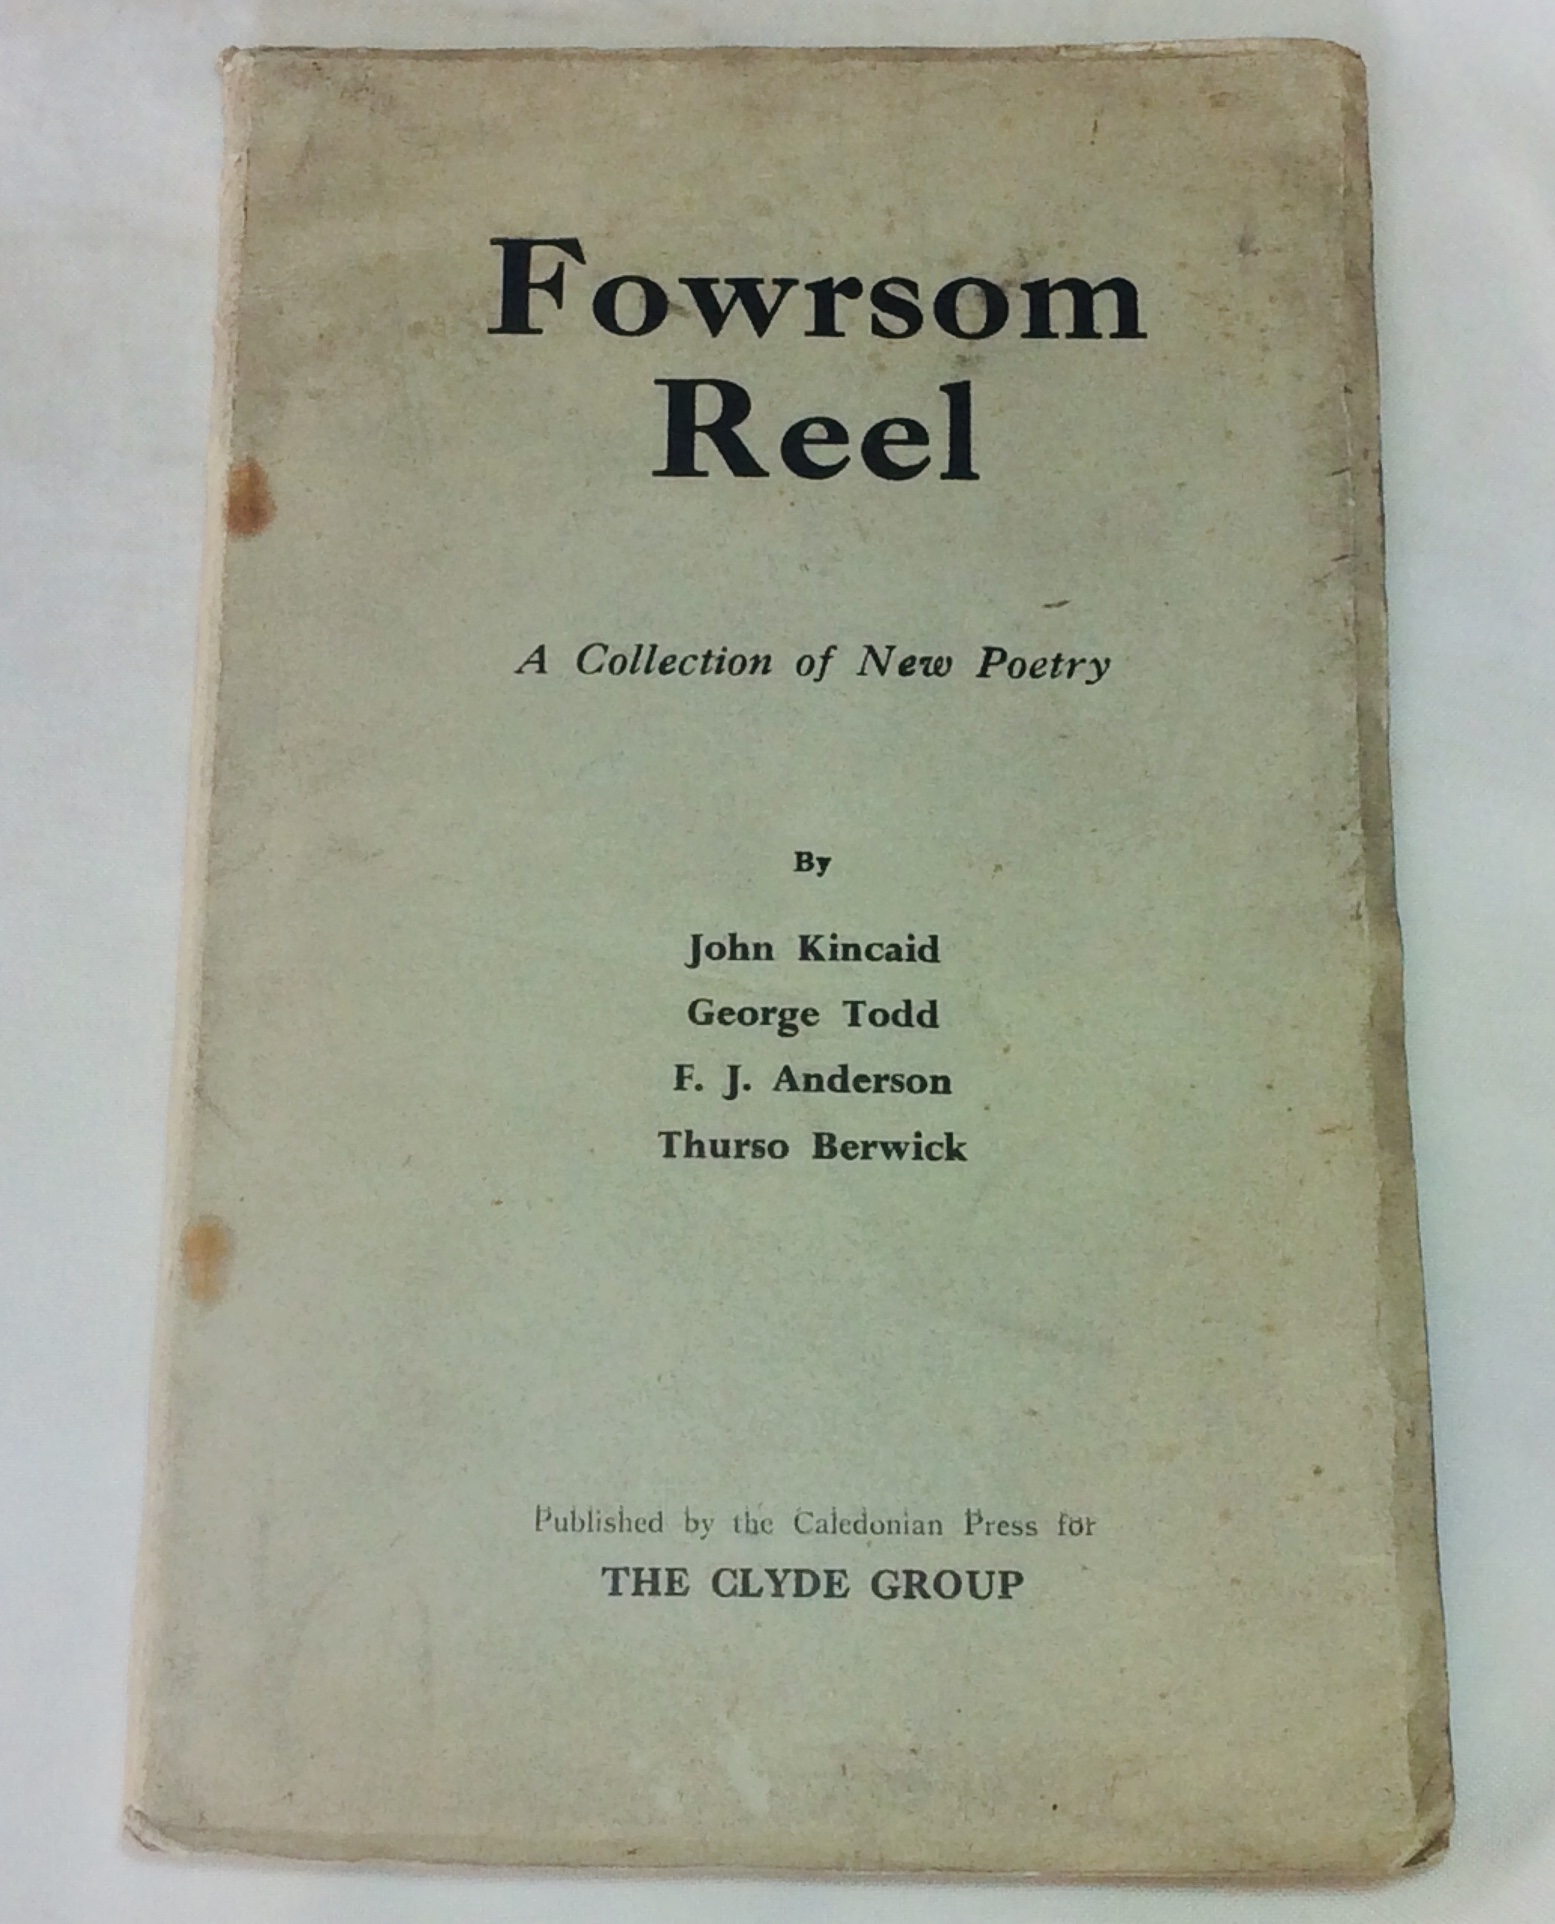 Fowrsom
Reel
A Collection of New Poetry
By
John Kincaid
George Todd
F. J. Anderson
Thurso Berwick
Published by the Caledonian Press for
THE CLYDE GROUP